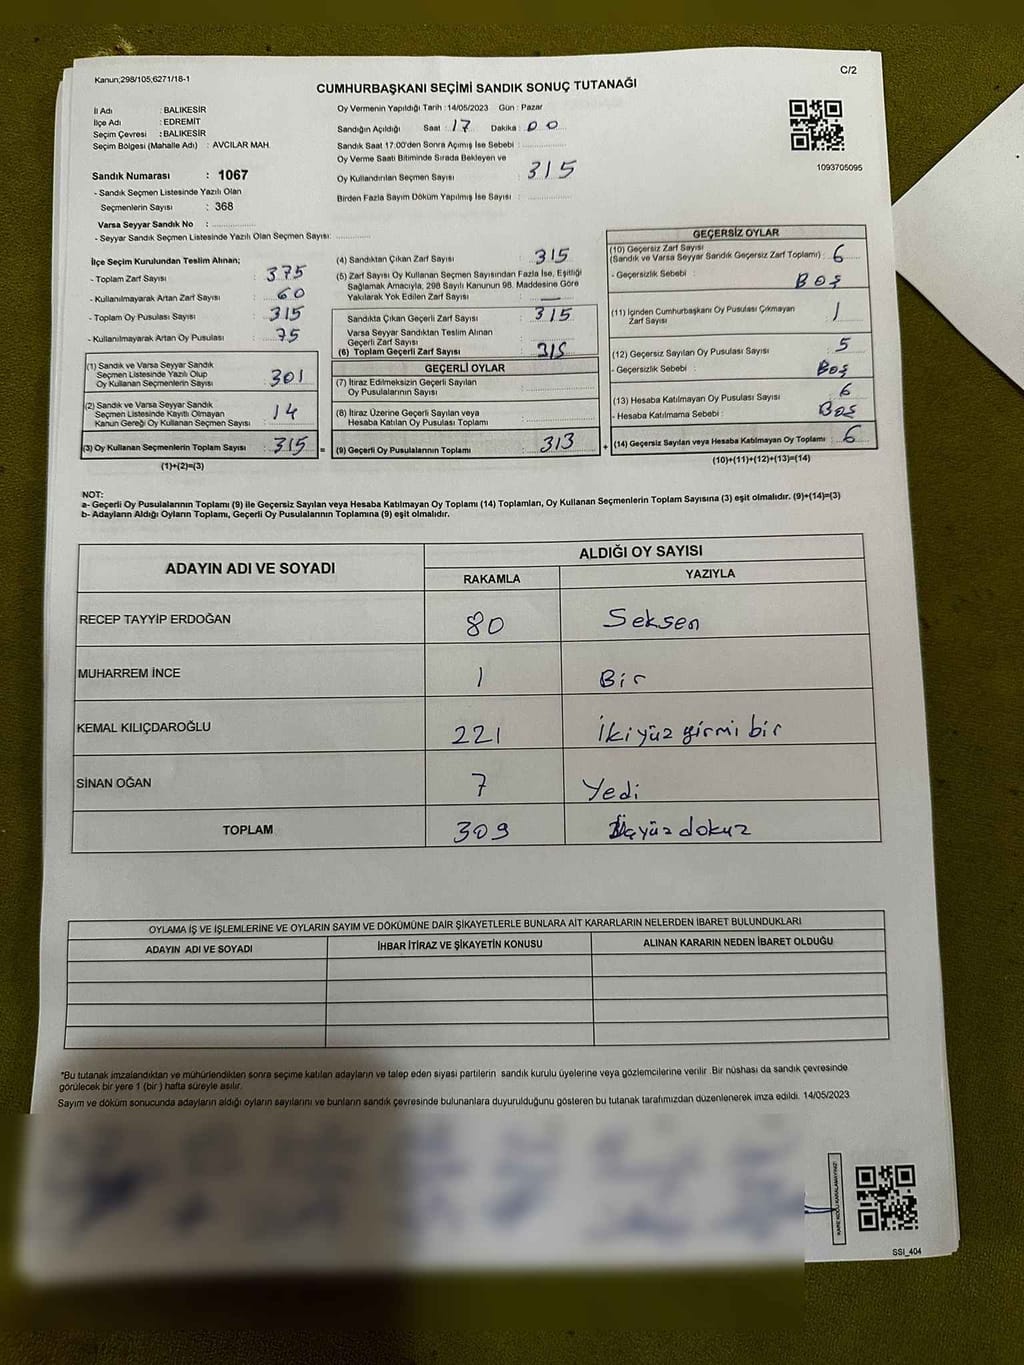 Kanun;298/105;6271/18-1
C/2
CUMHURBAŞKANI SEÇİMİ SANDIK SONUÇ TUTANAĞI
İl Adı : BALIKESİR
İlçe Adı : EDREMIT
Seçim Çevresi : BALIKESİR
Seçim Bölgesi (Mahalle Adı) : AVCILAR MAH.
Oy Vermenin Yapıldığı Tarih : 14/05/2023 Gün : Pazar
Sandığın Açıldığı Saat : 17 Dakika : 00
Sandık Saat 17:00'den Sonra Açımış İse Sebebi :
Oy Verme Saati Bitiminde Sırada Bekleyen ve
Oy Kullandırılan Seçmen Sayısı : 315
Birden Fazla Sayım Döküm Yapılmış İse Sayısı :
1093705095
Sandık Numarası : 1067
- Sandık Seçmen Listesinde Yazılı Olan
Seçmenlerin Sayısı : 368
Varsa Seyyar Sandık No :
- Seyyar Sandık Seçmen Listesinde Yazılı Olan Seçmen Sayısı:
İlçe Seçim Kurulundan Teslim Alınan;
- Toplam Zarf Sayısı : 375
- Kullanılmayarak Artan Zarf Sayısı : 60
- Toplam Oy Pusulası Sayısı : 315
- Kullanılmayarak Artan Oy Pusulası : 75
(1) Sandık ve Varsa Seyyar Sandık
Seçmen Listesinde Yazılı Olup
Oy Kullanan Seçmenlerin Sayısı : 301
(2) Sandık ve Varsa Seyyar Sandık
Seçmen Listesinde Kayıtlı Olmayan
Kanun Gereği Oy Kullanan Seçmen Sayısı : 14
(3) Oy Kullanan Seçmenlerin Toplam Sayısı : 315 =
(1)+(2)=(3)
(4) Sandıktan Çıkan Zarf Sayısı : 315
(5) Zarf Sayısı Oy Kullanan Seçmen Sayısından Fazla İse, Eşitliği
Sağlamak Amacıyla, 298 Sayılı Kanunun 98. Maddesine Göre
Yakılarak Yok Edilen Zarf Sayısı : —
Sandıkta Çıkan Geçerli Zarf Sayısı : 315
Varsa Seyyar Sandıktan Teslim Alınan
Geçerli Zarf Sayısı :
(6) Toplam Geçerli Zarf Sayısı : 315
GEÇERLİ OYLAR
(7) İtiraz Edilmeksizin Geçerli Sayılan
Oy Pusulasının Sayısı :
(8) İtiraz Üzerine Geçerli Sayılan veya
Hesaba Katılan Oy Pusulası Toplamı :
(9) Geçerli Oy Pusulalarının Toplamı : 313 +
GEÇERSİZ OYLAR
(10) Geçersiz Zarf Sayısı
(Sandık ve Varsa Seyyar Sandık Geçersiz Zarf Toplamı) : 6
- Geçersizlik Sebebi : Boş
(11) İçinden Cumhurbaşkanı Oy Pusulası Çıkmayan
Zarf Sayısı : 1
(12) Geçersiz Sayılan Oy Pusulası Sayısı : 5
- Geçersizlik Sebebi : Boş
(13) Hesaba Katılmayan Oy Pusulası Sayısı : 6
- Hesaba Katılmama Sebebi : Boş
(14) Geçersiz Sayılan veya Hesaba Katılmayan Oy Toplamı : 6
(10)+(11)+(12)+(13)=(14)
NOT:
a- Geçerli Oy Pusulalarının Toplamı (9) ile Geçersiz Sayılan veya Hesaba Katılmayan Oy Toplamı (14) Toplamları, Oy Kullanan Seçmenlerin Toplam Sayısına (3) eşit olmalıdır. (9)+(14)=(3)
b- Adayların Aldığı Oyların Toplamı, Geçerli Oy Pusulalarının Toplamına (9) eşit olmalıdır.
ADAYIN ADI VE SOYADI
ALDIĞI OY SAYISI
RAKAMLA YAZIYLA
RECEP TAYYİP ERDOĞAN 80 Seksen
MUHARREM İNCE 1 Bir
KEMAL KILIÇDAROĞLU 221 İkiyüz girmi bir
SİNAN OĞAN 7 Yedi
TOPLAM 309 Üçyüz dokuz
OYLAMA İŞ VE İŞLEMLERİNE VE OYLARIN SAYIM VE DÖKÜMÜNE DAİR ŞİKAYETLERLE BUNLARA AİT KARARLARIN NELERDEN İBARET BULUNDUKLARI
ADAYIN ADI VE SOYADI İHBAR İTİRAZ VE ŞİKAYETİN KONUSU ALINAN KARARIN NEDEN İBARET OLDUĞU
*Bu tutanak imzalandıktan ve mühürlendikten sonra seçime katılan adayların ve talep eden siyasi partilerin sandık kurulu üyelerine veya gözlemcilerine verilir .Bir nüshası da sandık çevresinde
görülecek bir yere 1 (bir ) hafta süreyle asılır.
Sayım ve döküm sonucunda adayların aldığı oyların sayılarını ve bunların sandık çevresinde bulunanlara duyurulduğunu gösteren bu tutanak tarafımızdan düzenlenerek imza edildi. 14/05/2023
KAREKODU KARALAMAYINIZ!
SSI_404